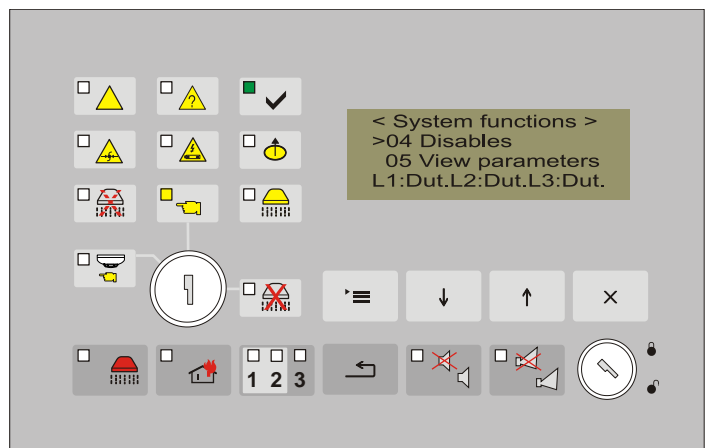 ?
< System functions >
>04 Disables
05 View parameters
L1:Dut.L2:Dut.L3:Dut.
1 2 3